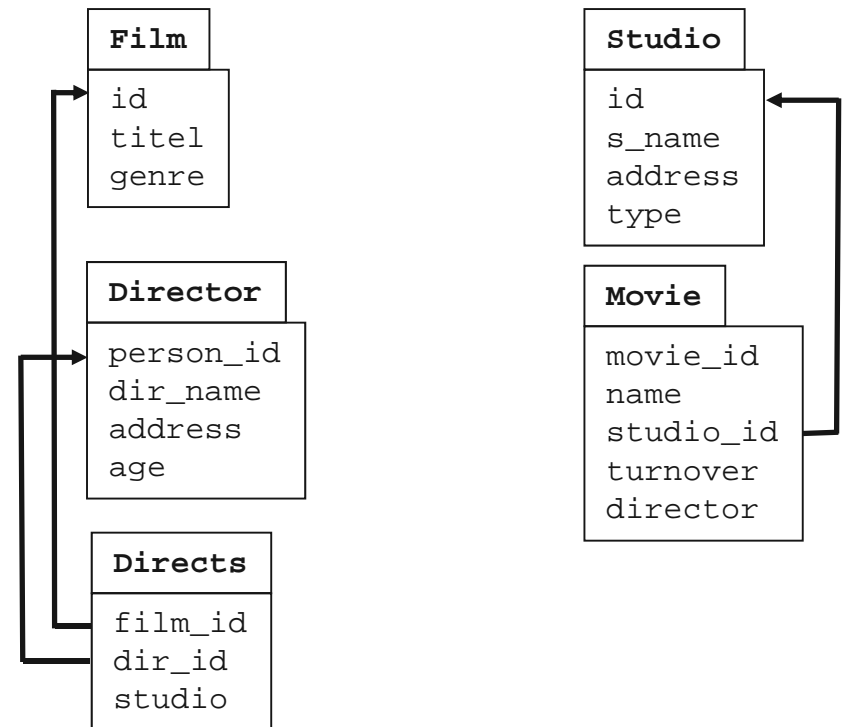 Film
id
titel
genre
Director
person_id
dir_name
address
age
Directs
film_id
dir_id
studio
Studio
id
s_name
address
type
Movie
movie_id
name
studio_id
turnover
director